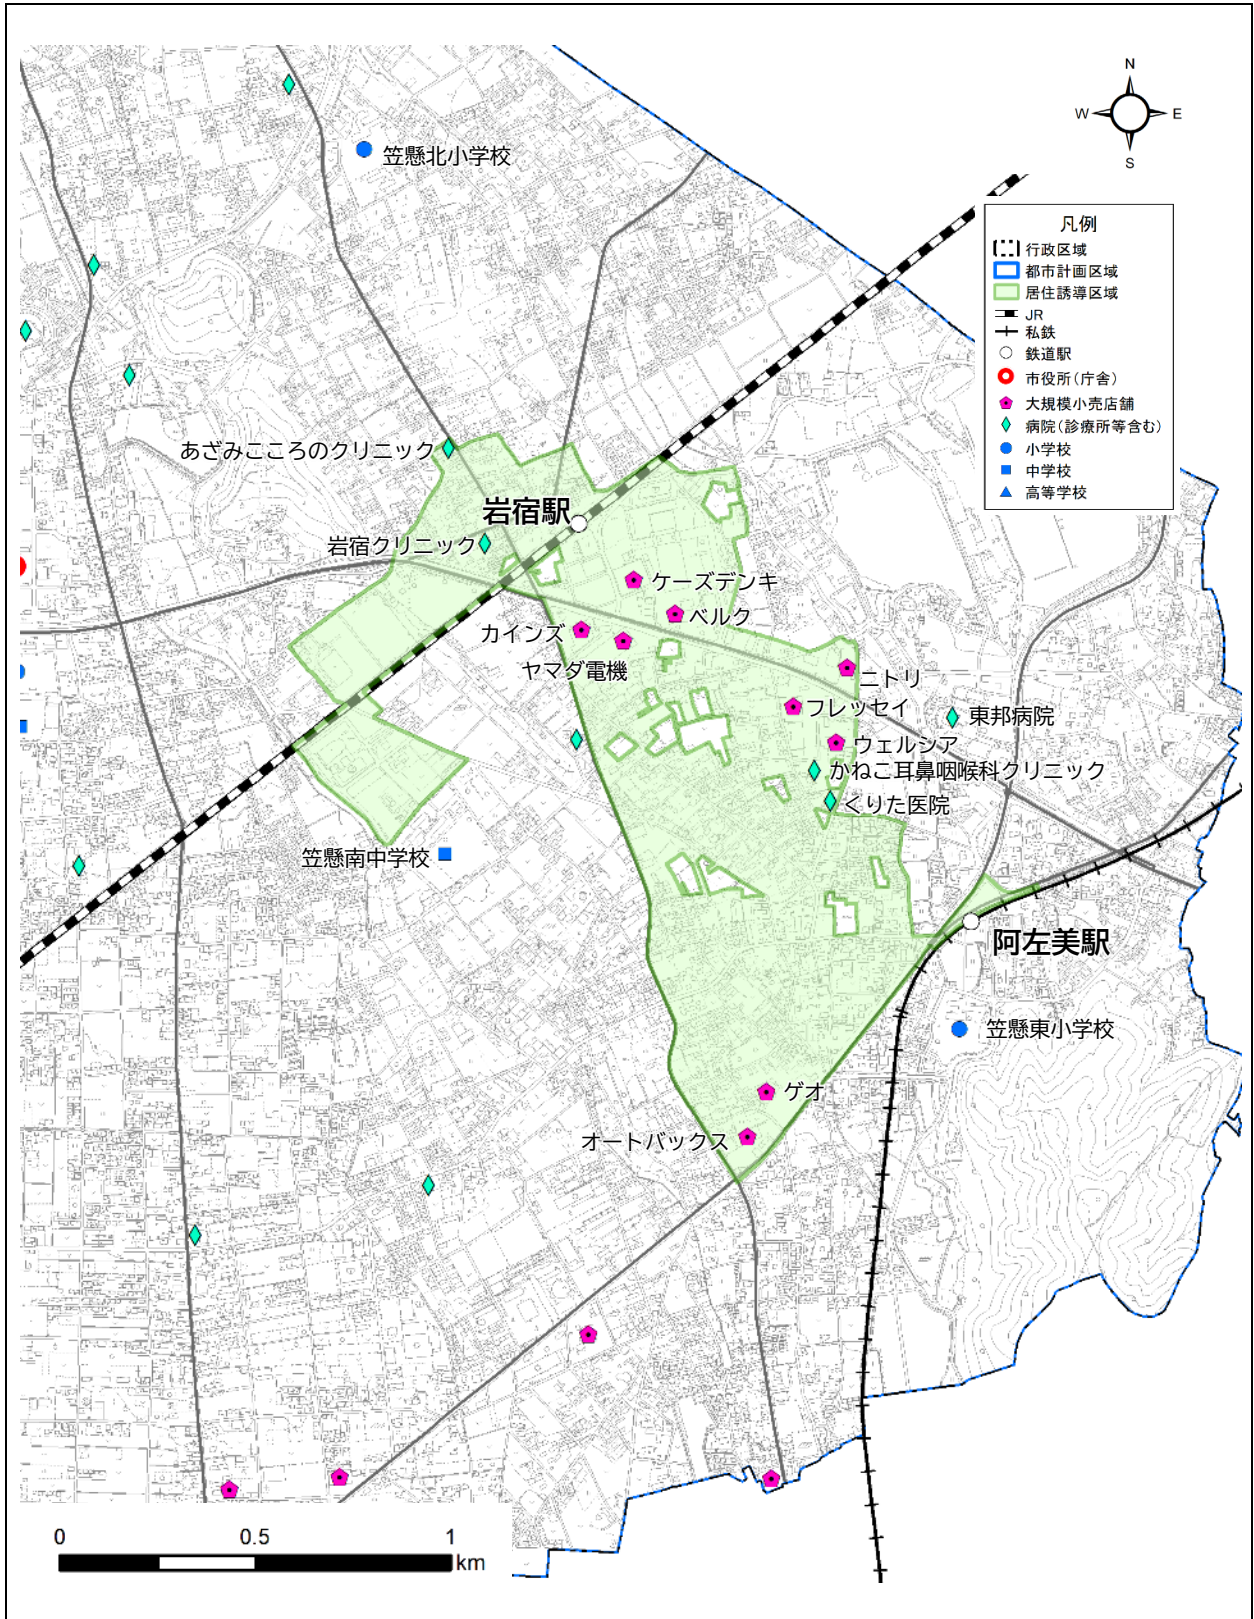 N
W
E
S
笠懸北小学校
凡例
行政区域
都市計画区域
居住誘導区域
JR
私鉄
鉄道駅
市役所(庁舎)
大規模小売店舗
病院(診療所等含む)
小学校
中学校
高等学校
あざみこころのクリニック
岩宿駅
岩宿クリニック
ケーズデンキ
ベルク
カインズ
ヤマダ電機
ニトリ
フレッセイ
東邦病院
ウェルシア
かねこ耳鼻咽喉科クリニック
くりた医院
笠懸南中学校
阿左美駅
笠懸東小学校
ゲオ
オートバックス
0
0.5
1
km